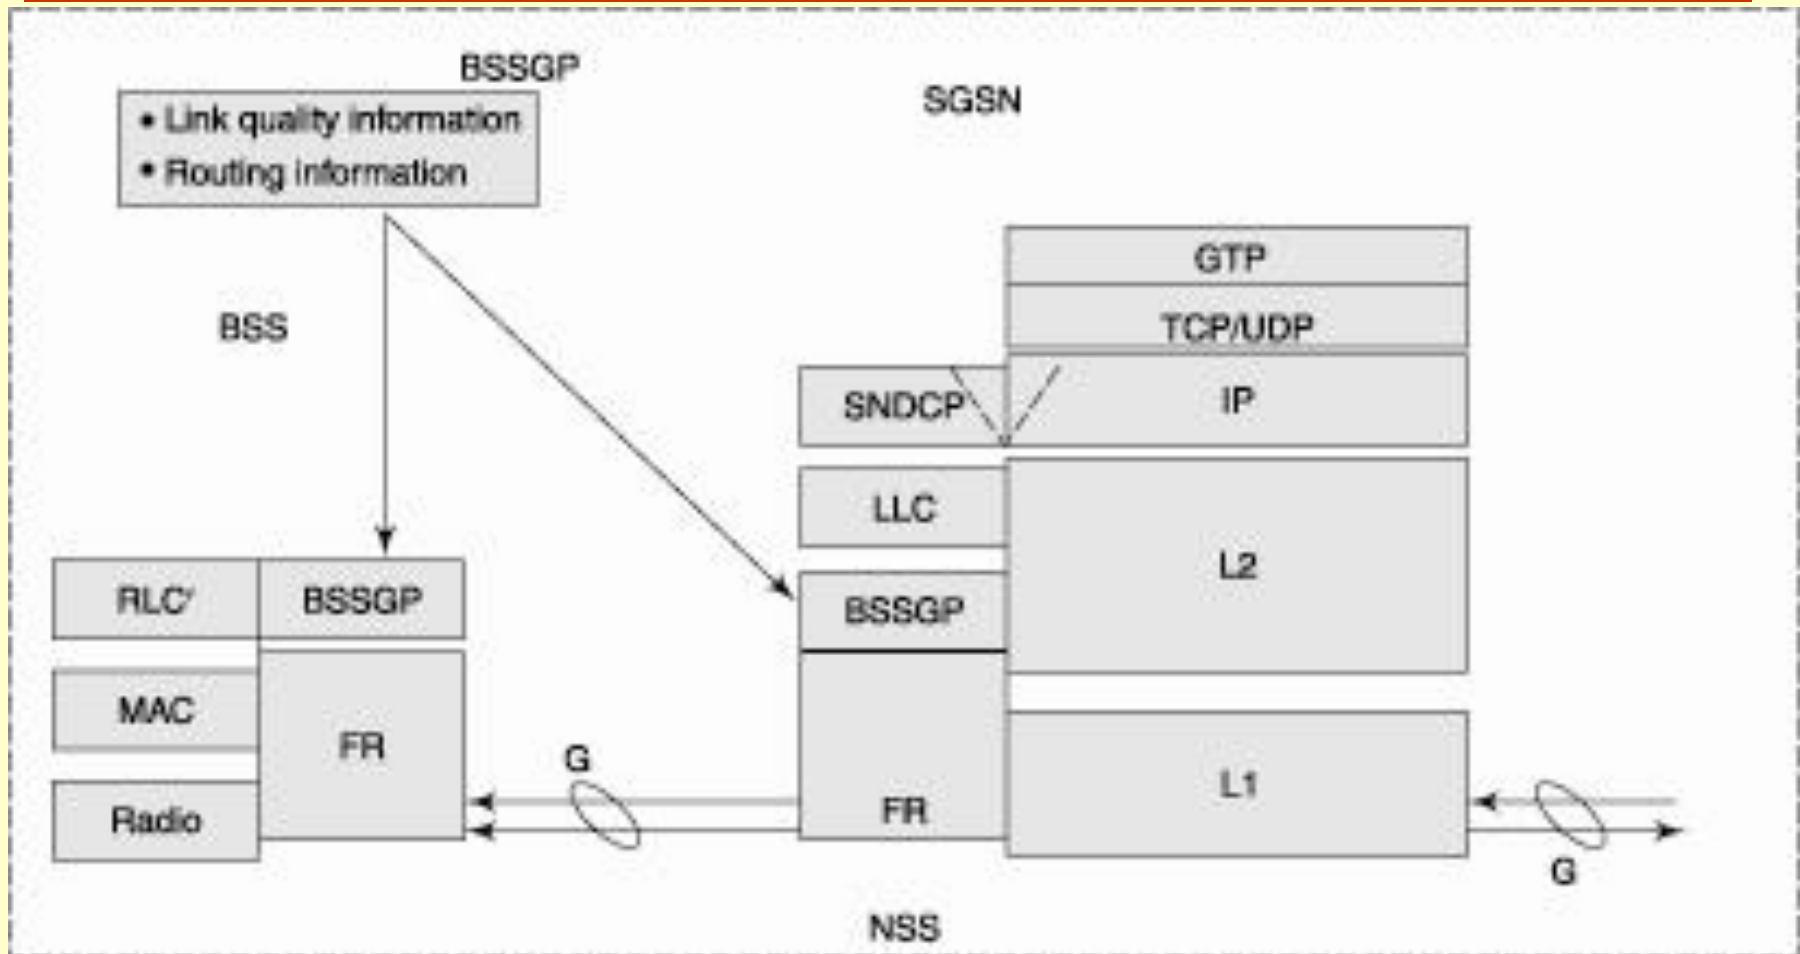 BSSGP
• Link quality information
• Routing information
SGSN
BSS
GTP
TCP/UDP
SNDCP
IP
LLC
L2
RLC'
BSSGP
BSSGP
MAC
FR
Radio
G
FR
L1
G
NSS